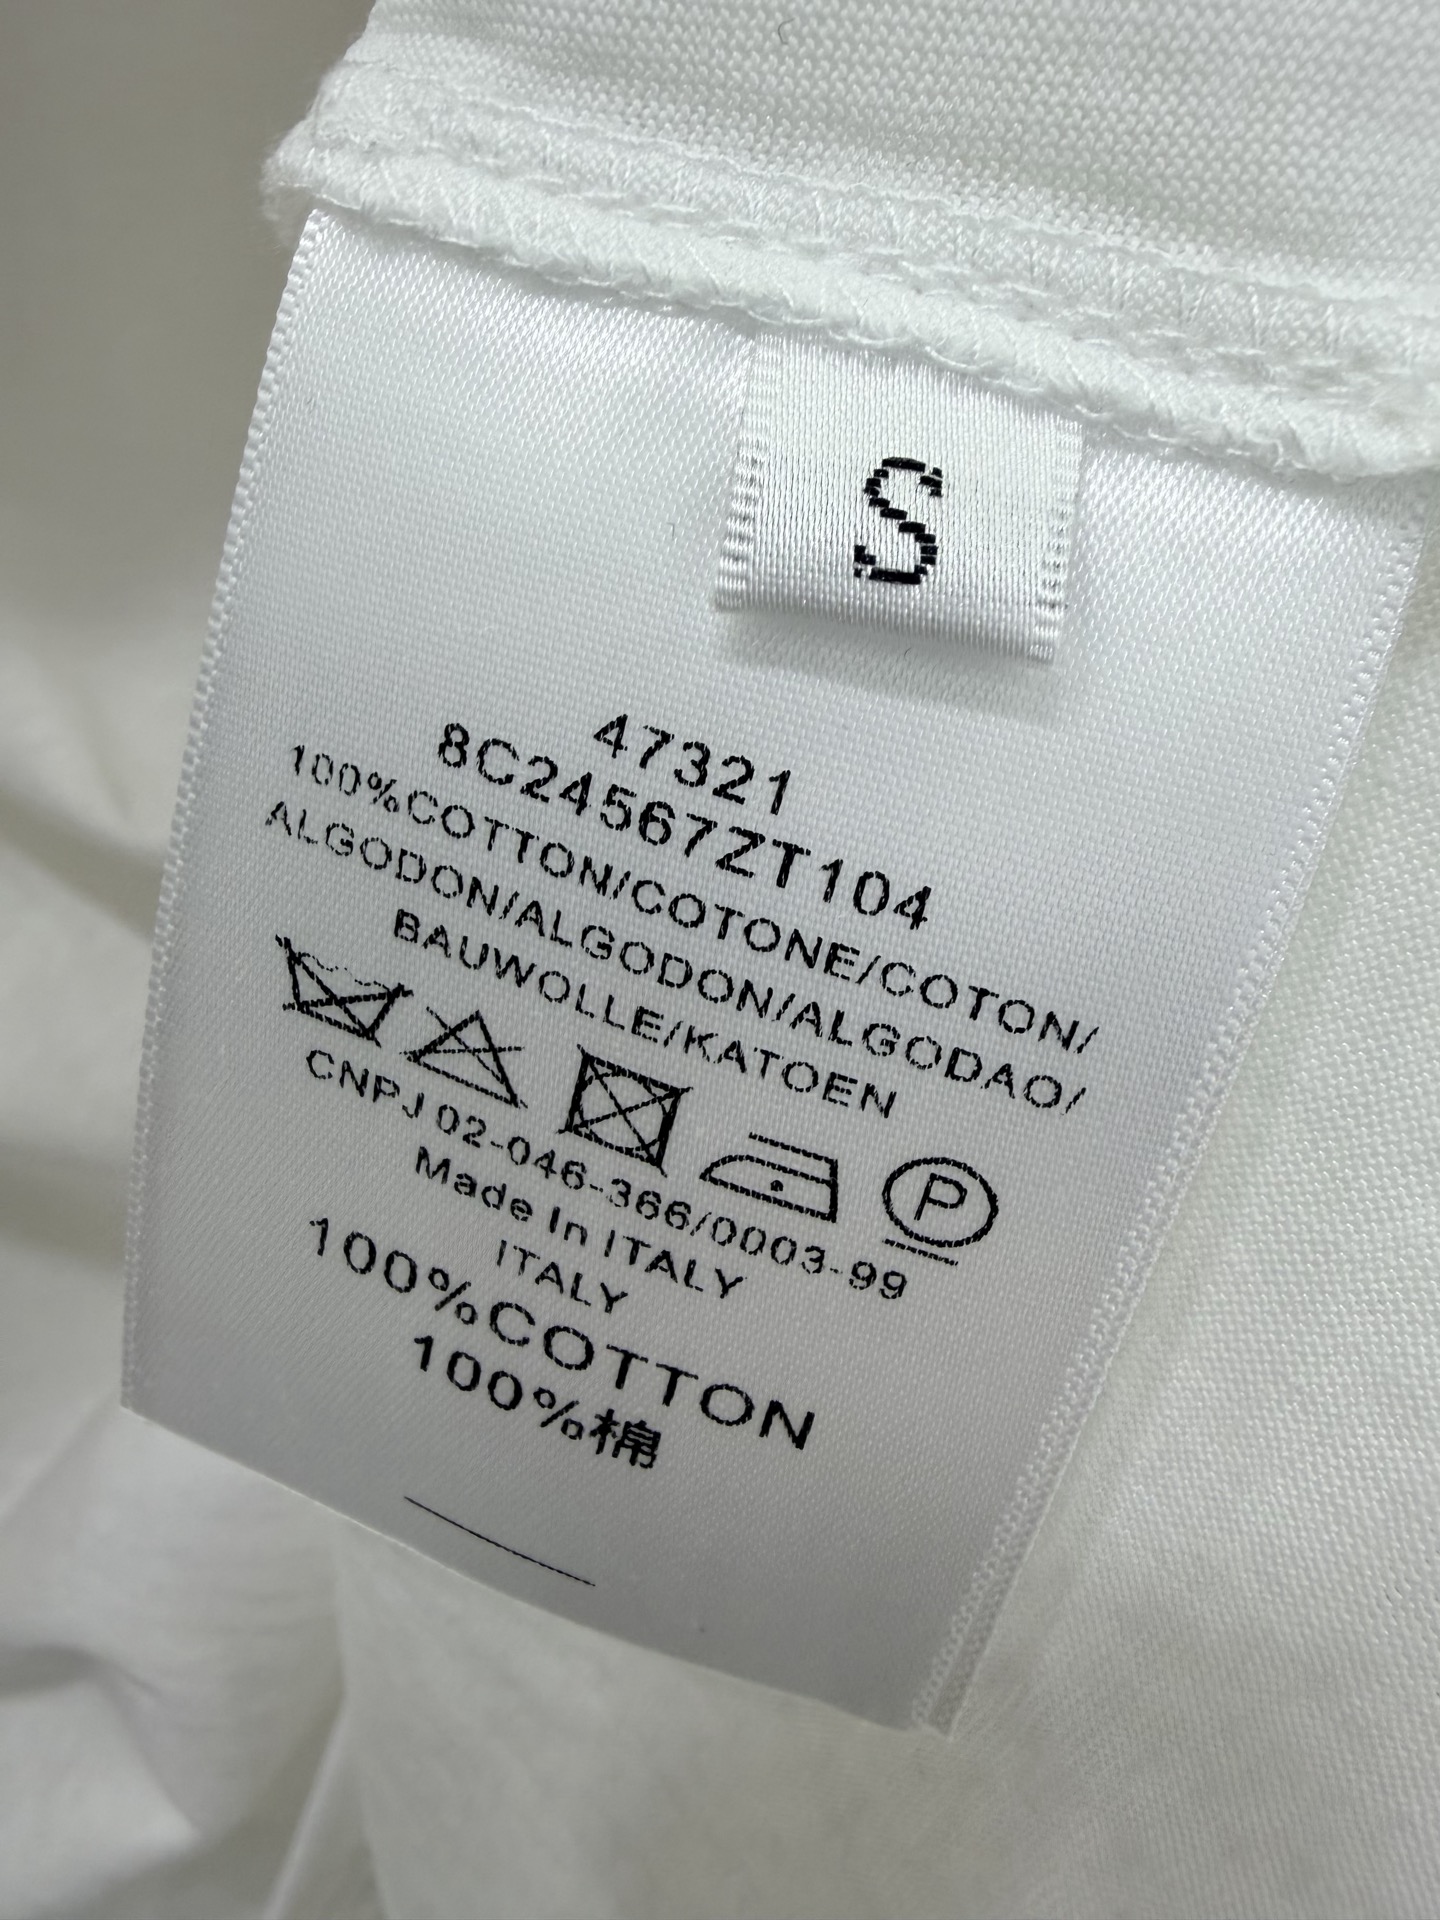 S
47321
8C24567ZT104
100%COTTON/COTONE/COTON/
ALGODON/ALGODON/ALGODAO/
BAUWOLLE/KATOEN
P
CNPJ 02-046-366/0003-99
Made In ITALY
ITALY
100%COTTON
100%棉